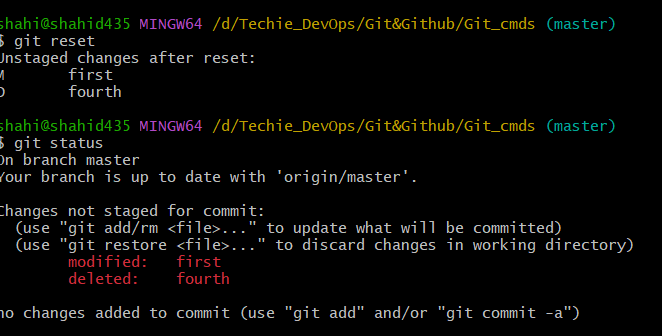 shahi@shahid435 MINGW64 /d/Techie_DevOps/Git&Github/Git_cmds (master)
$ git reset
Unstaged changes after reset:
M       first
D       fourth
shahi@shahid435 MINGW64 /d/Techie_DevOps/Git&Github/Git_cmds (master)
$ git status
On branch master
Your branch is up to date with 'origin/master'.
Changes not staged for commit:
  (use "git add/rm <file>..." to update what will be committed)
  (use "git restore <file>..." to discard changes in working directory)
        modified:   first
        deleted:    fourth
no changes added to commit (use "git add" and/or "git commit -a")